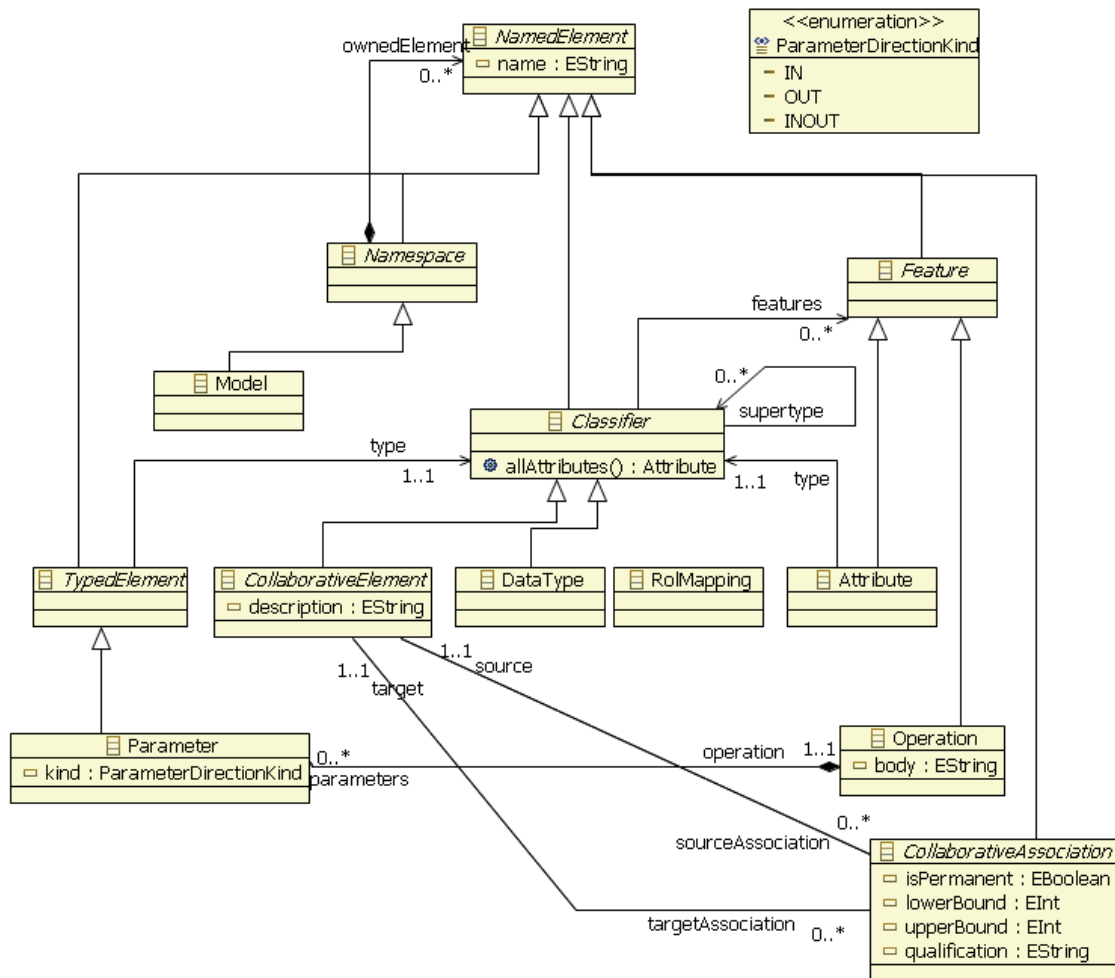 NamedElement
name : EString
<<enumeration>>
ParameterDirectionKind
IN
OUT
INOUT
ownedElement
0..*
Namespace
Feature
features
0..*
Model
0..*
supertype
Classifier
allAttributes() : Attribute
type
1..1
1..1
type
TypedElement
CollaborativeElement
description : EString
DataType
RolMapping
Attribute
1..1
source
1..1
target
Parameter
kind : ParameterDirectionKind
0..*
parameters
operation
1..1
Operation
body : EString
0..*
sourceAssociation
CollaborativeAssociation
isPermanent : EBoolean
lowerBound : EInt
upperBound : EInt
qualification : EString
targetAssociation
0..*